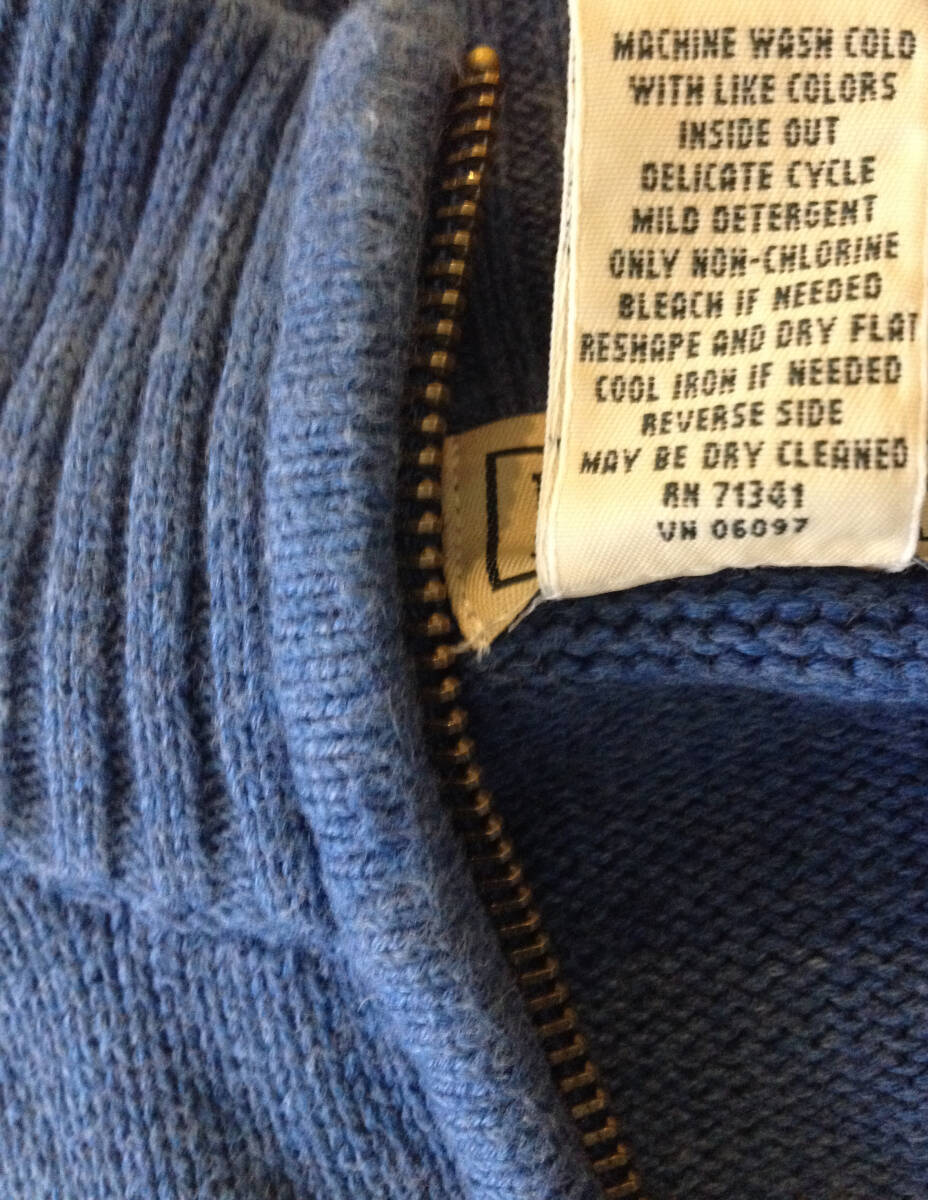 MACHINE WASH COLD
WITH LIKE COLORS
INSIDE OUT
DELICATE CYCLE
MILD DETERGENT
ONLY NON-CHLORINE
BLEACH IF NEEDED
RESHAPE AND DRY FLAT
COOL IRON IF NEEDED
REVERSE SIDE
MAY BE DRY CLEANED
RN 71341
VN 06097